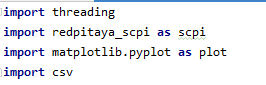 import threading
import redpitaya_scpi as scpi
import matplotlib.pyplot as plot
import csv